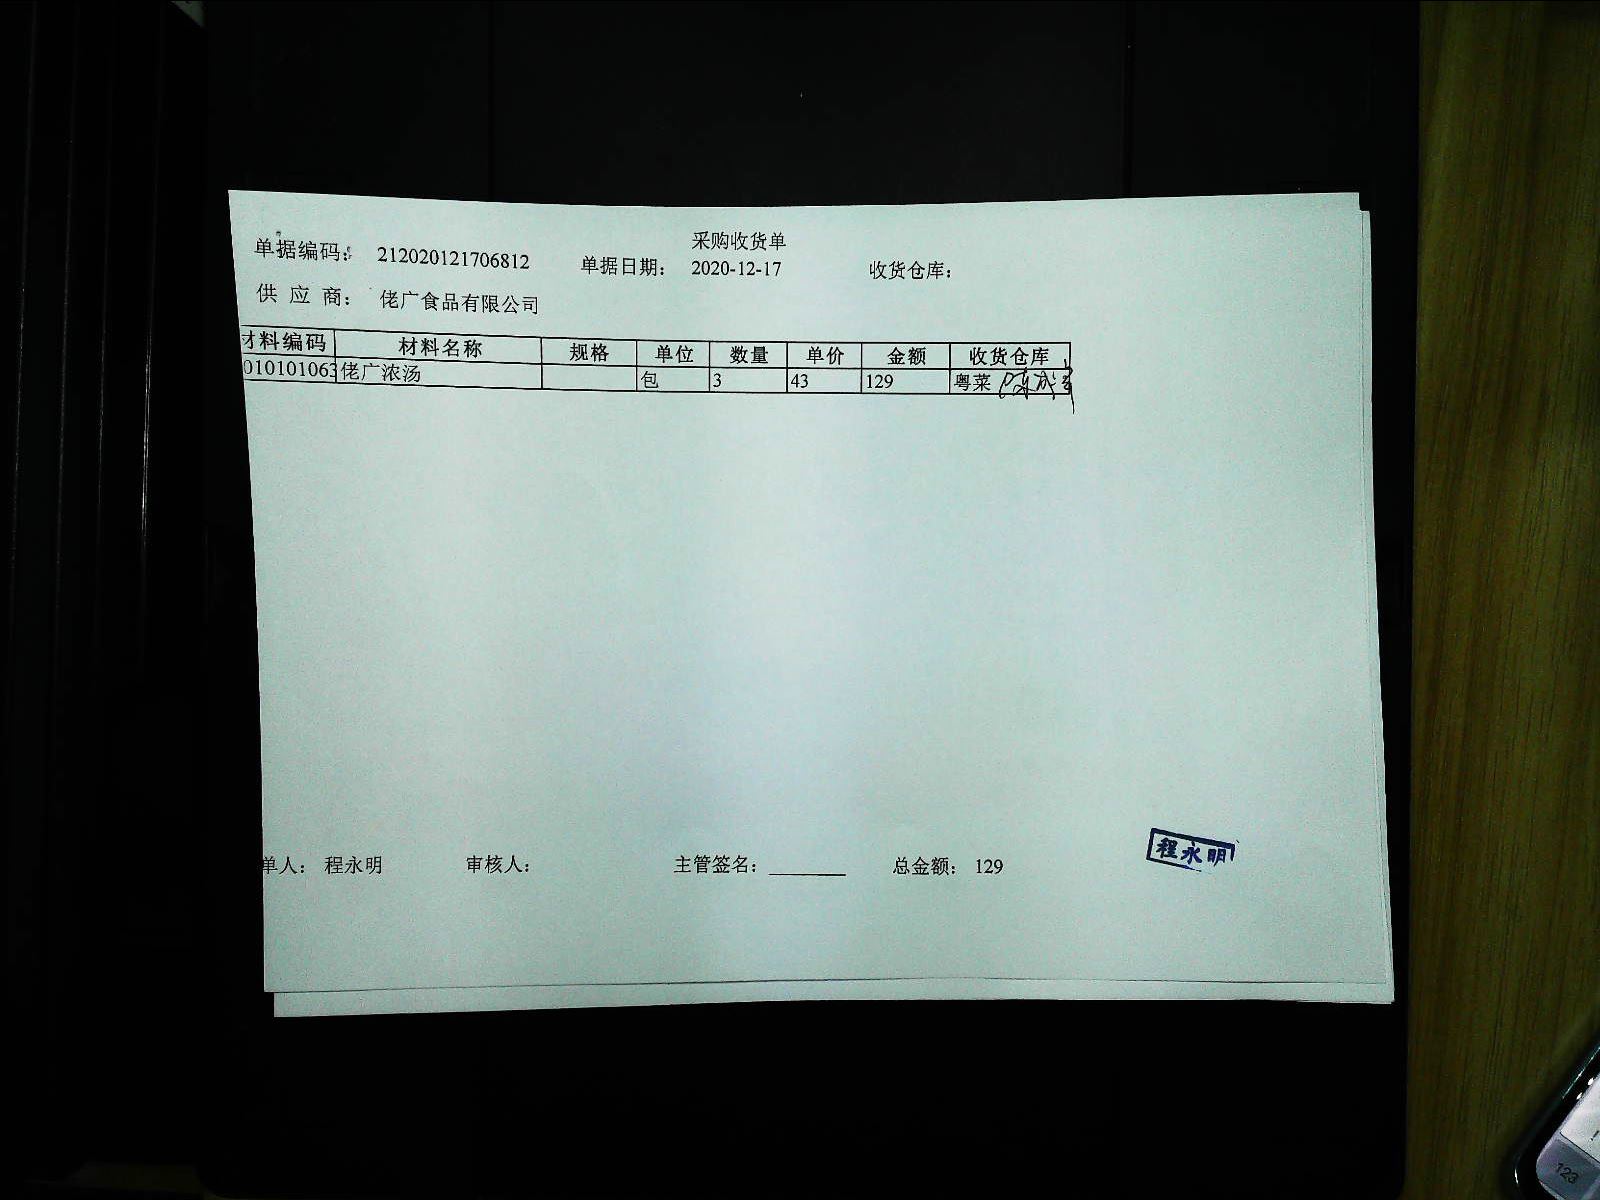 采购收货单
单据编码: 212020121706812 单据日期: 2020-12-17 收货仓库:
供应商: 佬广食品有限公司
材料编码 材料名称 规格 单位 数量 单价 金额 收货仓库
010101063 佬广浓汤 包 3 43 129 粤菜
单人: 程永明 审核人: 主管签名: 总金额: 129
程永明
123